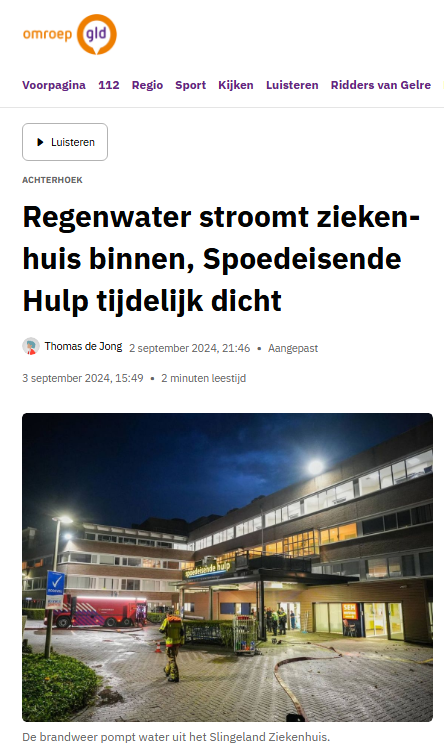 omroep gld
Voorpagina 112 Regio Sport Kijken Luisteren Ridders van Gelre
Luisteren
ACHTERHOEK
Regenwater stroomt zieken-
huis binnen, Spoedeisende
Hulp tijdelijk dicht
Thomas de Jong 2 september 2024, 21:46 • Aangepast
3 september 2024, 15:49 • 2 minuten leestijd
spoedeisende hulp
De brandweer pompt water uit het Slingeland Ziekenhuis.